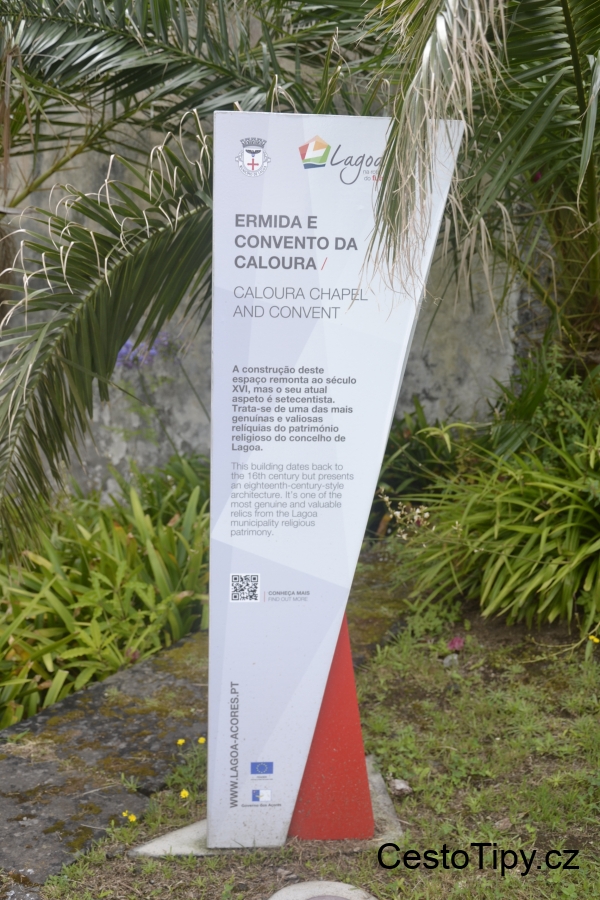 Lagoa
ERMIDA E
CONVENTO DA
CALOURA /
CALOURA CHAPEL
AND CONVENT
A construção deste
espaço remonta ao século
XVI, mas o seu atual
aspeto é setecentista.
Trata-se de uma das mais
genuínas e valiosas
relíquias do património
religioso do concelho de
Lagoa.
This building dates back to
the 16th century but presents
an eighteenth-century-style
architecture. It's one of the
most genuine and valuable
relics from the Lagoa
municipality religious
patrimony.
CONHEÇA MAIS
FIND OUT MORE
WWW.LAGOA-ACORES.PT
Governo dos Açores
CestoTipy.cz